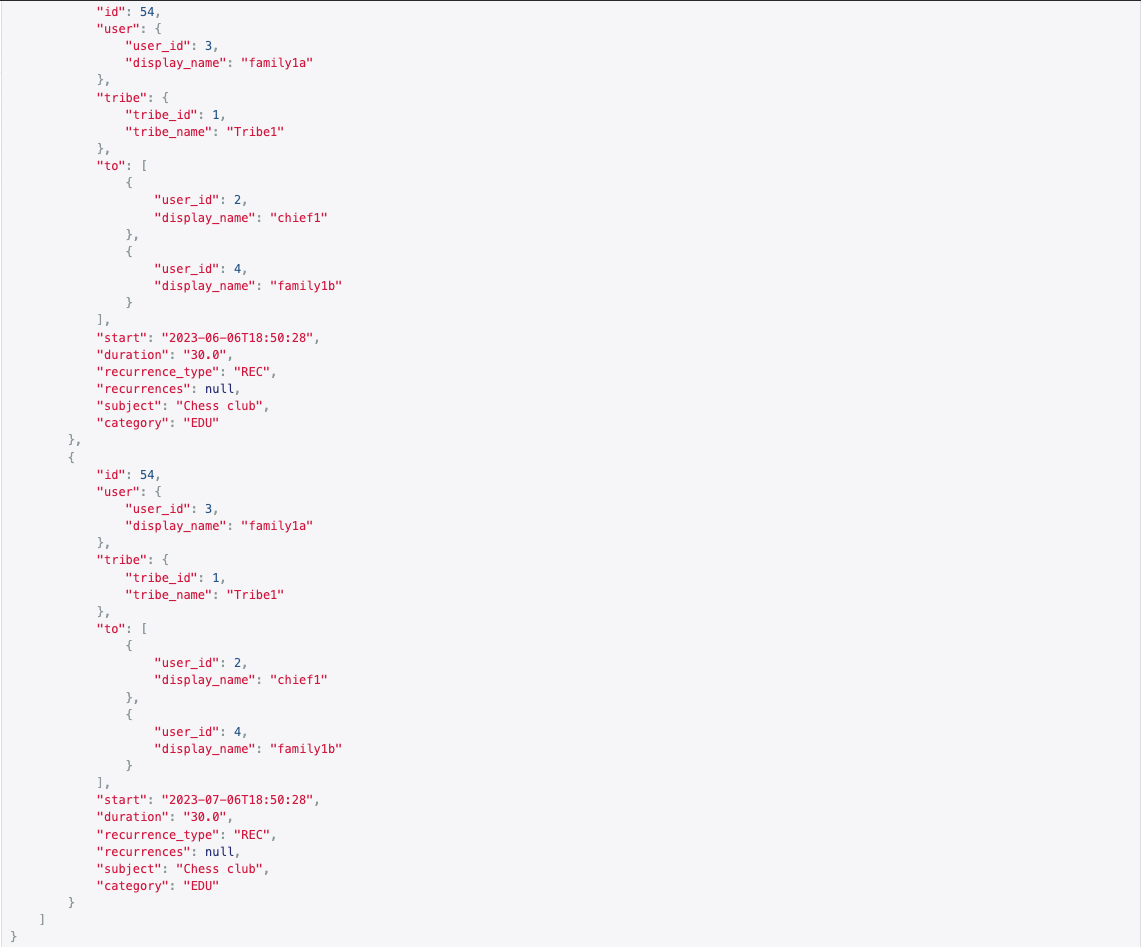 "id": 54,
"user": {
"user_id": 3,
"display_name": "family1a"
},
"tribe": {
"tribe_id": 1,
"tribe_name": "Tribe1"
},
"to": [
{
"user_id": 2,
"display_name": "chief1"
},
{
"user_id": 4,
"display_name": "family1b"
}
],
"start": "2023-06-06T18:50:28",
"duration": "30.0",
"recurrence_type": "REC",
"recurrences": null,
"subject": "Chess club",
"category": "EDU"
},
{
"id": 54,
"user": {
"user_id": 3,
"display_name": "family1a"
},
"tribe": {
"tribe_id": 1,
"tribe_name": "Tribe1"
},
"to": [
{
"user_id": 2,
"display_name": "chief1"
},
{
"user_id": 4,
"display_name": "family1b"
}
],
"start": "2023-07-06T18:50:28",
"duration": "30.0",
"recurrence_type": "REC",
"recurrences": null,
"subject": "Chess club",
"category": "EDU"
}
]
}